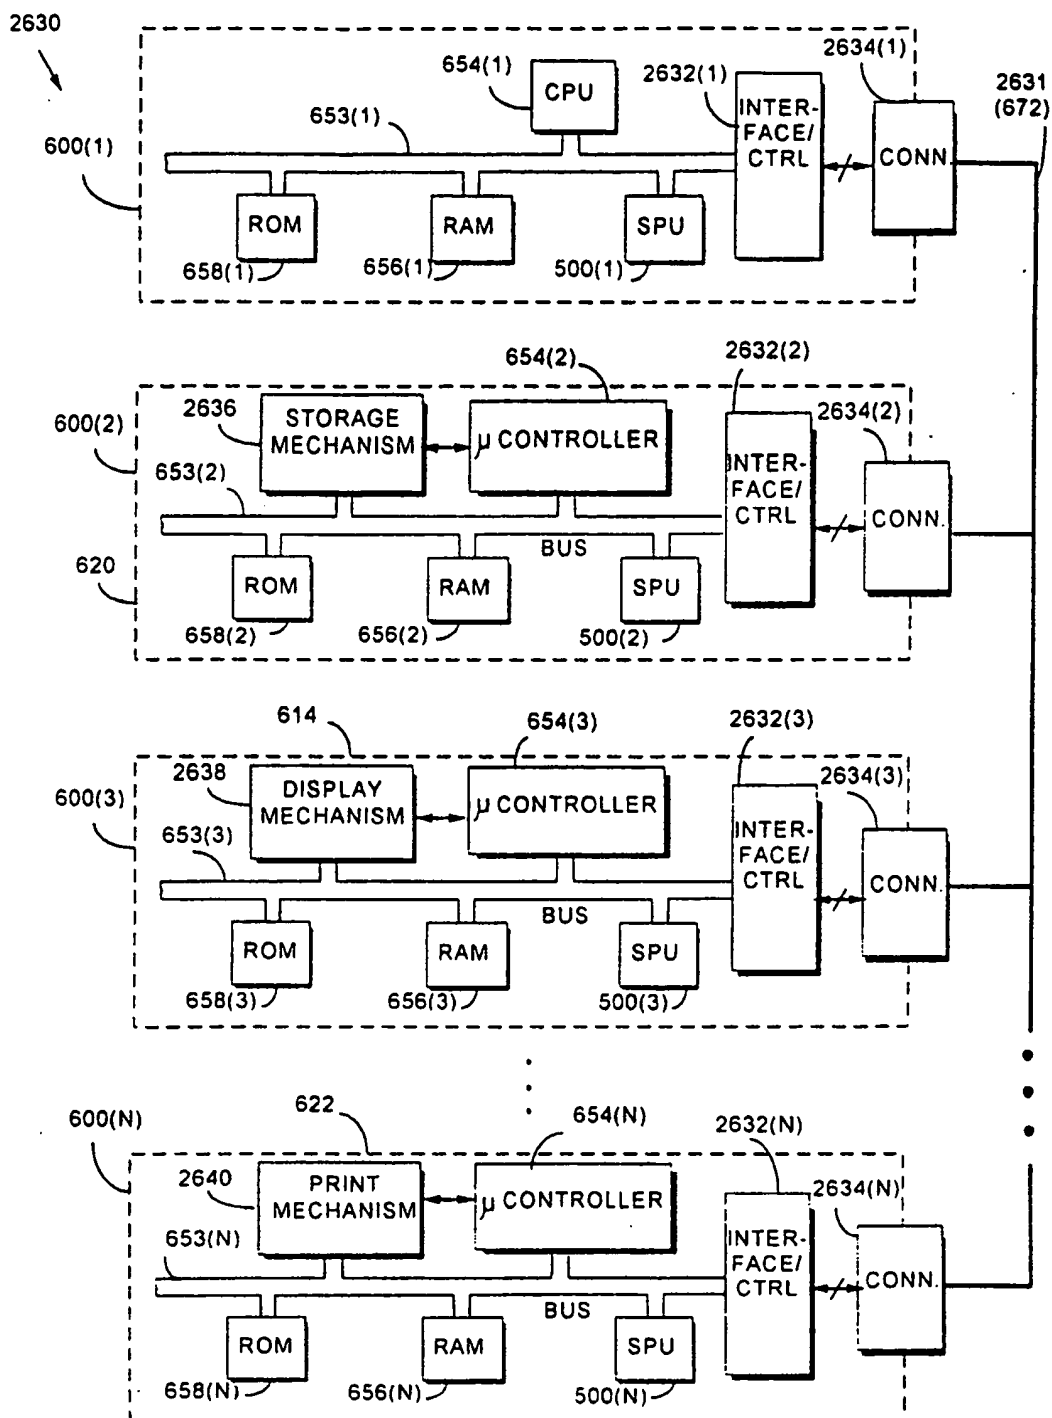 2630
654(1)
CPU
2632(1)
INTER-
FACE/
CTRL
2634(1)
CONN.
2631
(672)
653(1)
600(1)
ROM
RAM
SPU
658(1)
656(1)
500(1)
654(2)
2632(2)
2634(2)
600(2)
2636
STORAGE
MECHANISM
μ CONTROLLER
INTER-
FACE/
CTRL
CONN.
653(2)
BUS
620
ROM
RAM
SPU
658(2)
656(2)
500(2)
614
654(3)
2632(3)
2634(3)
600(3)
2638
DISPLAY
MECHANISM
μ CONTROLLER
INTER-
FACE/
CTRL
CONN.
653(3)
BUS
ROM
RAM
SPU
658(3)
656(3)
500(3)
600(N)
622
654(N)
2632(N)
2634(N)
2640
PRINT
MECHANISM
μ CONTROLLER
INTER-
FACE/
CTRL
CONN.
653(N)
BUS
ROM
RAM
SPU
658(N)
656(N)
500(N)